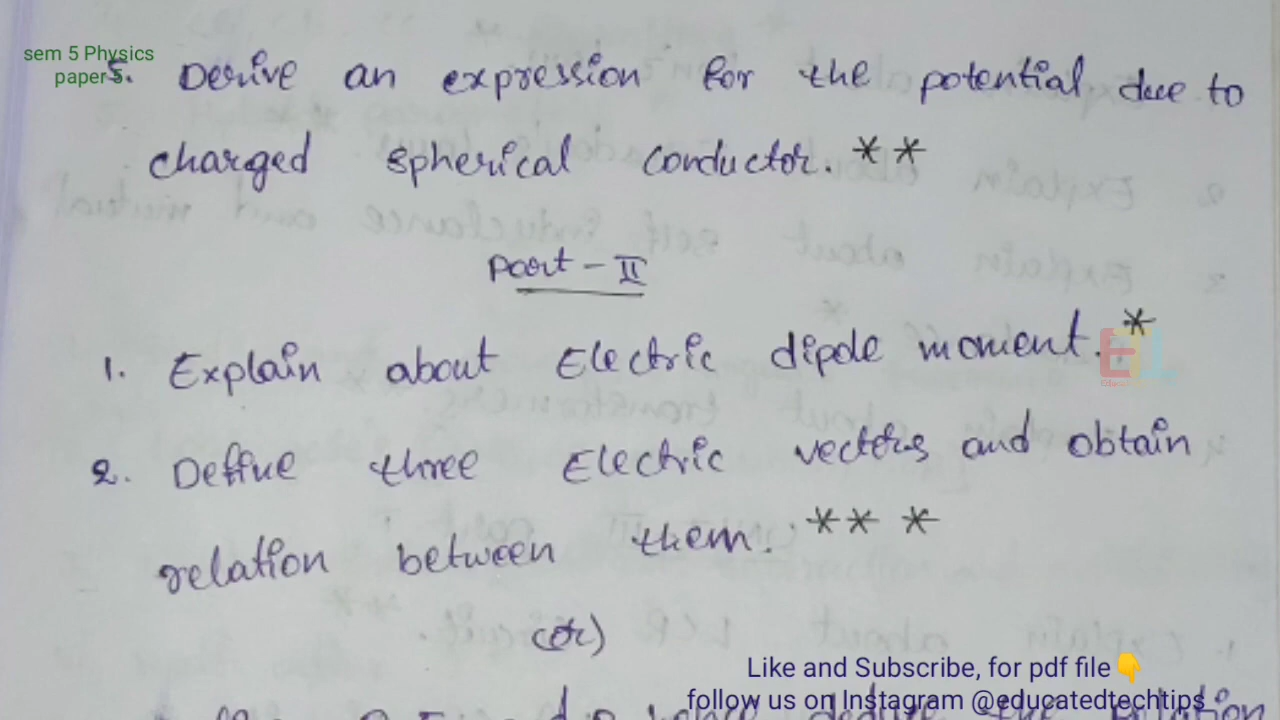 sem 5 Physics
paper 5
5. Derive an expression for the potential due to
charged spherical conductor. **
Part - II
1. Explain about Electric dipole moment. *
2. Define three Electric vectors and obtain
relation between them. ** *
(or)
Like and Subscribe, for pdf file👇
follow us on Instagram @educatedtechtips